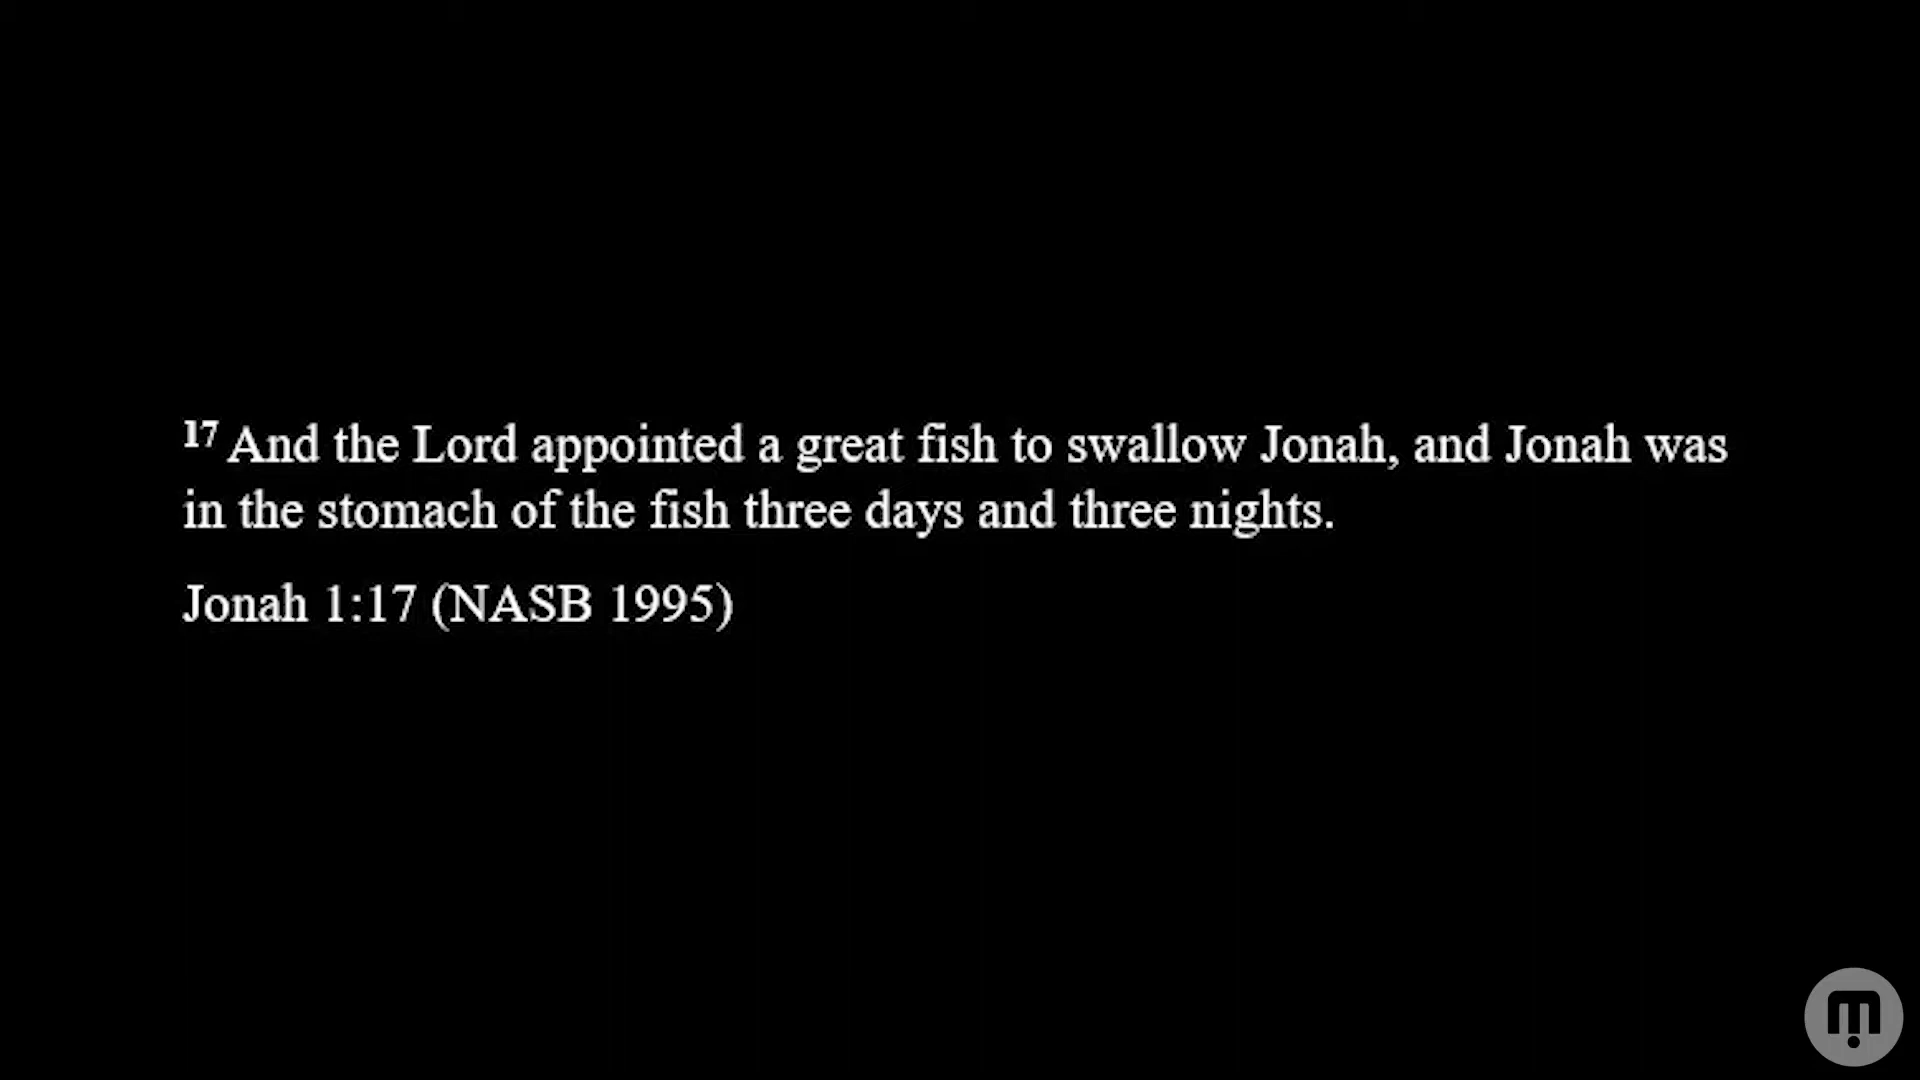 17 And the Lord appointed a great fish to swallow Jonah, and Jonah was
in the stomach of the fish three days and three nights.
Jonah 1:17 (NASB 1995)
m